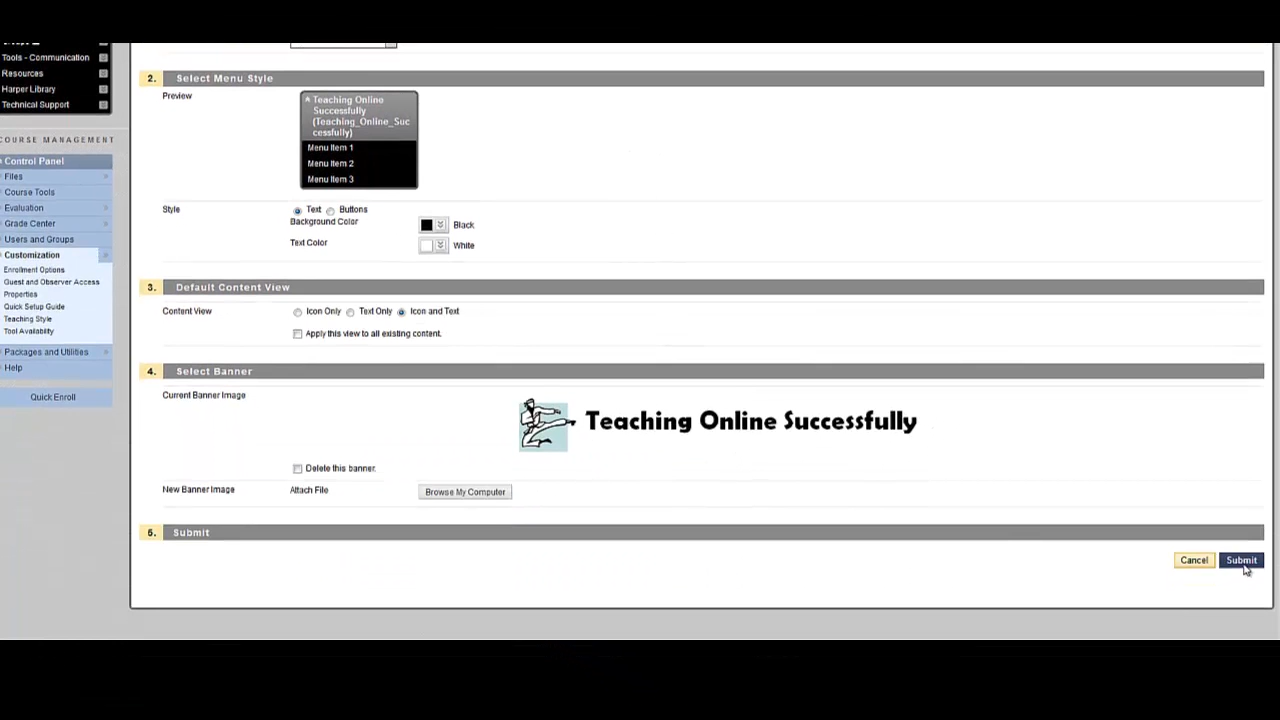 Tools - Communication
Resources
Harper Library
Technical Support
COURSE MANAGEMENT
Control Panel
Files
Course Tools
Evaluation
Grade Center
Users and Groups
Customization
Enrollment Options
Guest and Observer Access
Properties
Quick Setup Guide
Teaching Style
Tool Availability
Packages and Utilities
Help
Quick Enroll
2. Select Menu Style
Preview
Teaching Online
Successfully
(Teaching_Online_Suc
cessfully)
Menu Item 1
Menu Item 2
Menu Item 3
Style Text Buttons
Background Color Black
Text Color White
3. Default Content View
Content View Icon Only Text Only Icon and Text
Apply this view to all existing content.
4. Select Banner
Current Banner Image
Teaching Online Successfully
Delete this banner.
New Banner Image Attach File Browse My Computer
5. Submit
Cancel Submit